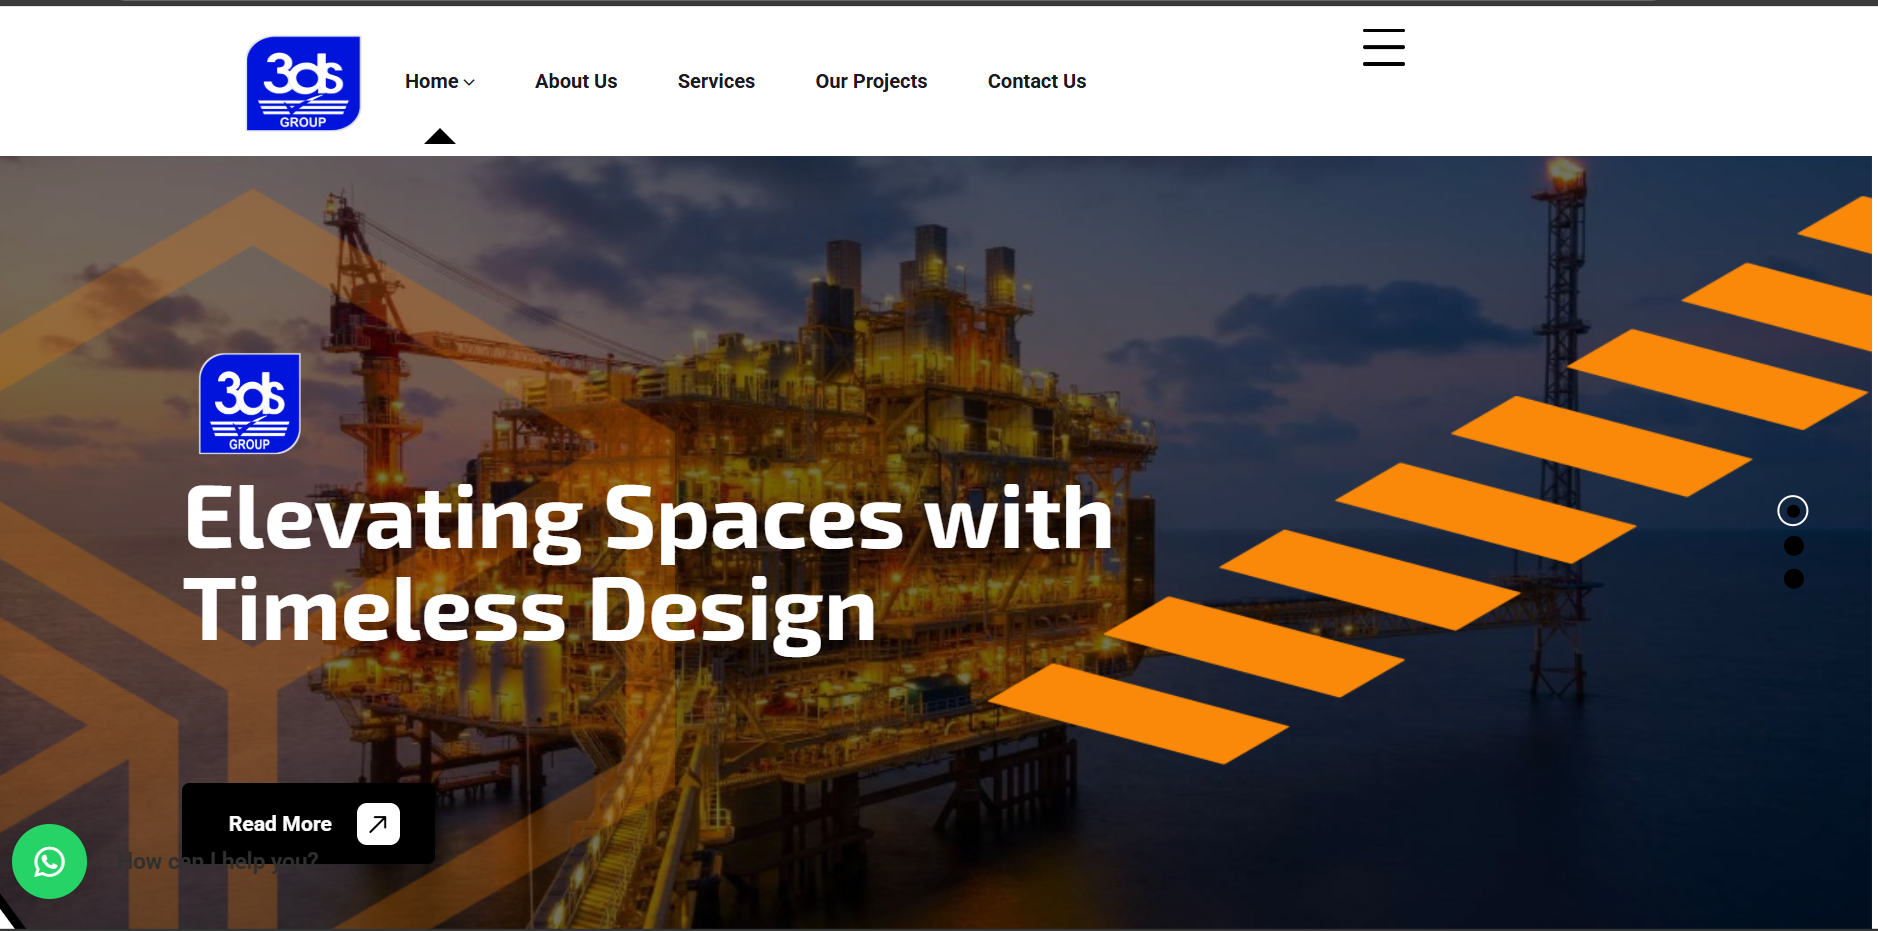 3ds
GROUP
Home
About Us
Services
Our Projects
Contact Us
3ds
GROUP
Elevating Spaces with
Timeless Design
Read More
How can I help you?